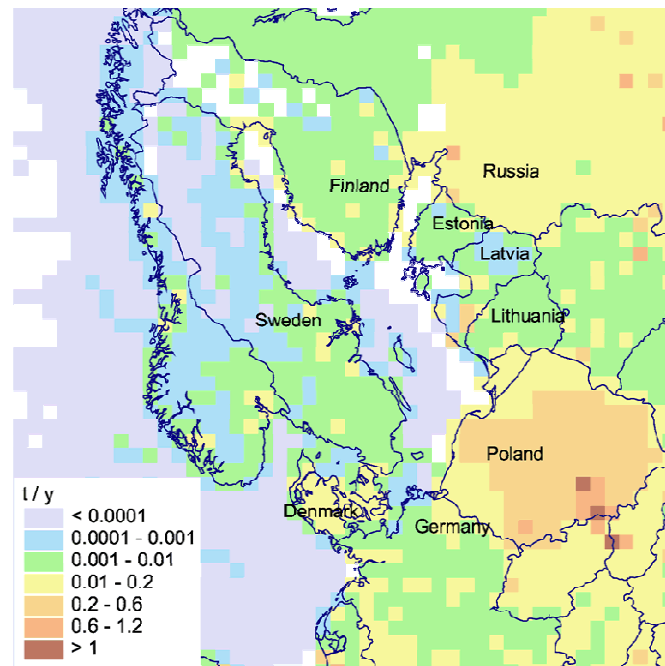 Russia
Finland
Estonia
Latvia
Lithuania
Sweden
Poland
Denmark
Germany
t / y
< 0.0001
0.0001 - 0.001
0.001 - 0.01
0.01 - 0.2
0.2 - 0.6
0.6 - 1.2
> 1